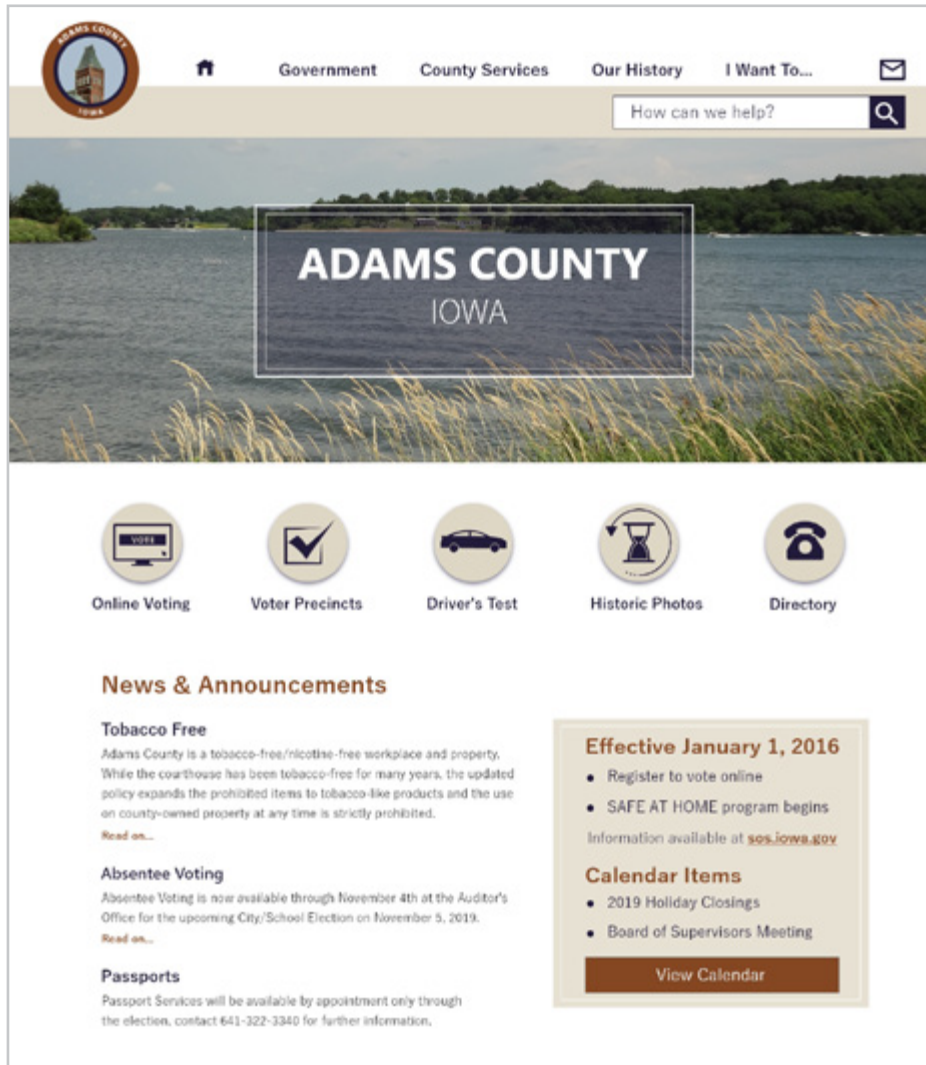 ADAMS COUNTY
IOWA
Government County Services Our History I Want To...
How can we help?
ADAMS COUNTY
IOWA
VOTE
Online Voting Voter Precincts Driver's Test Historic Photos Directory
News & Announcements
Tobacco Free
Adams County is a tobacco-free/nicotine-free workplace and property.
While the courthouse has been tobacco-free for many years, the updated
policy expands the prohibited items to tobacco-like products and the use
on county-owned property at any time is strictly prohibited.
Read on...
Absentee Voting
Absentee Voting is now available through November 4th at the Auditor's
Office for the upcoming City/School Election on November 5, 2019.
Read on...
Passports
Passport Services will be available by appointment only through
the election, contact 641-322-3340 for further information.
Effective January 1, 2016
Register to vote online
SAFE AT HOME program begins
Information available at sos.iowa.gov
Calendar Items
2019 Holiday Closings
Board of Supervisors Meeting
View Calendar